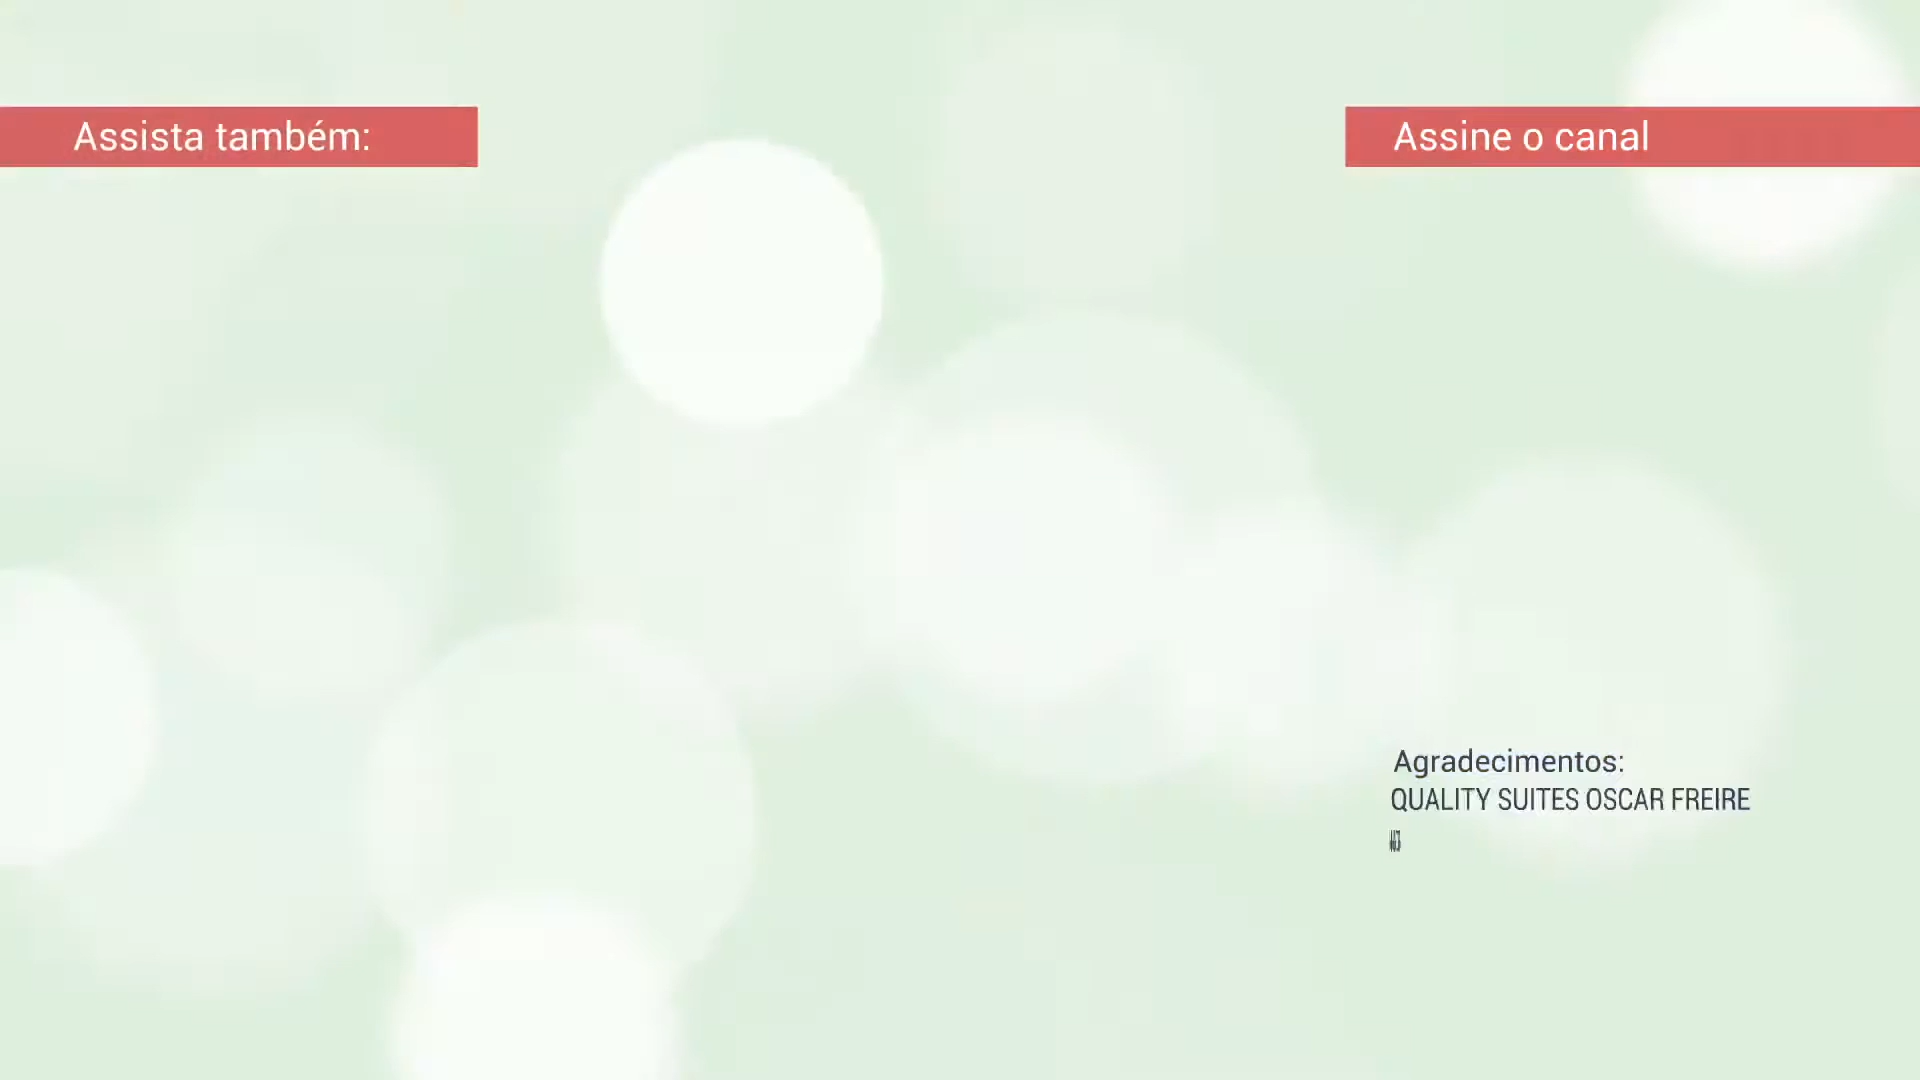 Assista também:
Assine o canal
Agradecimentos:
QUALITY SUITES OSCAR FREIRE